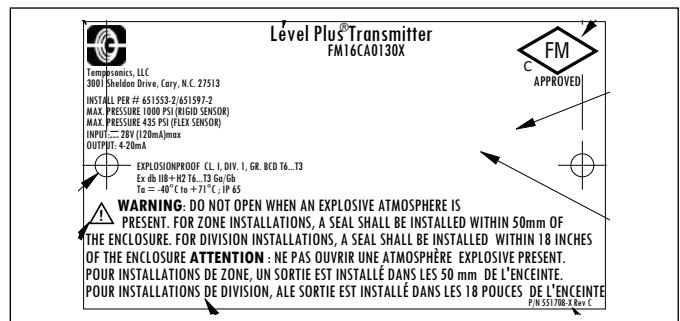 Level Plus® Transmitter
FM16CA0130X
FM
C
APPROVED
Temposonics, LLC
3001 Sheldon Drive, Cary, N.C. 27513
INSTALL PER # 651553-2/651597-2
MAX. PRESSURE 1000 PSI (RIGID SENSOR)
MAX. PRESSURE 435 PSI (FLEX SENSOR)
INPUT: ⎓ 28V (120mA)max
OUTPUT: 4-20mA
EXPLOSIONPROOF CL. I, DIV. 1, GR. BCD T6...T3
Ex db IIB+H2 T6...T3 Ga/Gb
Ta = -40°C to +71°C ; IP 65
WARNING: DO NOT OPEN WHEN AN EXPLOSIVE ATMOSPHERE IS
PRESENT. FOR ZONE INSTALLATIONS, A SEAL SHALL BE INSTALLED WITHIN 50mm OF
THE ENCLOSURE. FOR DIVISION INSTALLATIONS, A SEAL SHALL BE INSTALLED WITHIN 18 INCHES
OF THE ENCLOSURE ATTENTION : NE PAS OUVRIR UNE ATMOSPHÈRE EXPLOSIVE PRESENT.
POUR INSTALLATIONS DE ZONE, UN SORTIE EST INSTALLÉ DANS LES 50 mm DE L'ENCEINTE.
POUR INSTALLATIONS DE DIVISION, ALE SORTIE EST INSTALLÉ DANS LES 18 POUCES DE L'ENCEINTE
P/N 551708-X Rev C